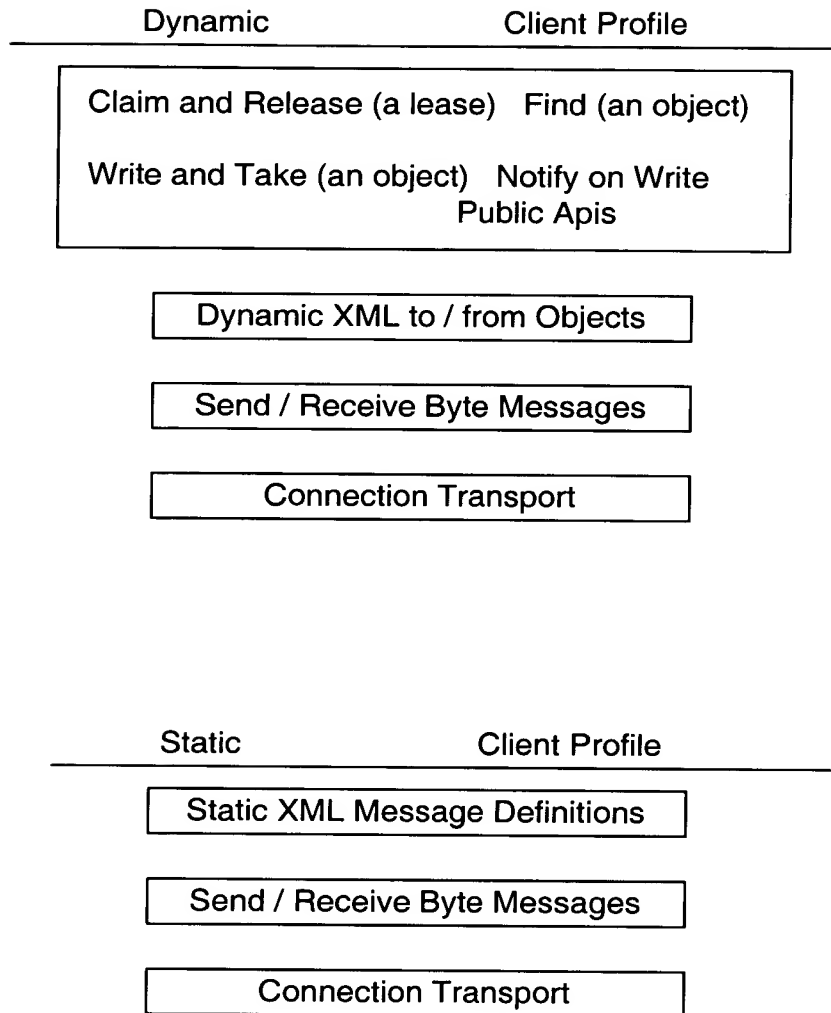 Dynamic Client Profile
Claim and Release (a lease) Find (an object)
Write and Take (an object) Notify on Write
Public Apis
Dynamic XML to / from Objects
Send / Receive Byte Messages
Connection Transport
Static Client Profile
Static XML Message Definitions
Send / Receive Byte Messages
Connection Transport